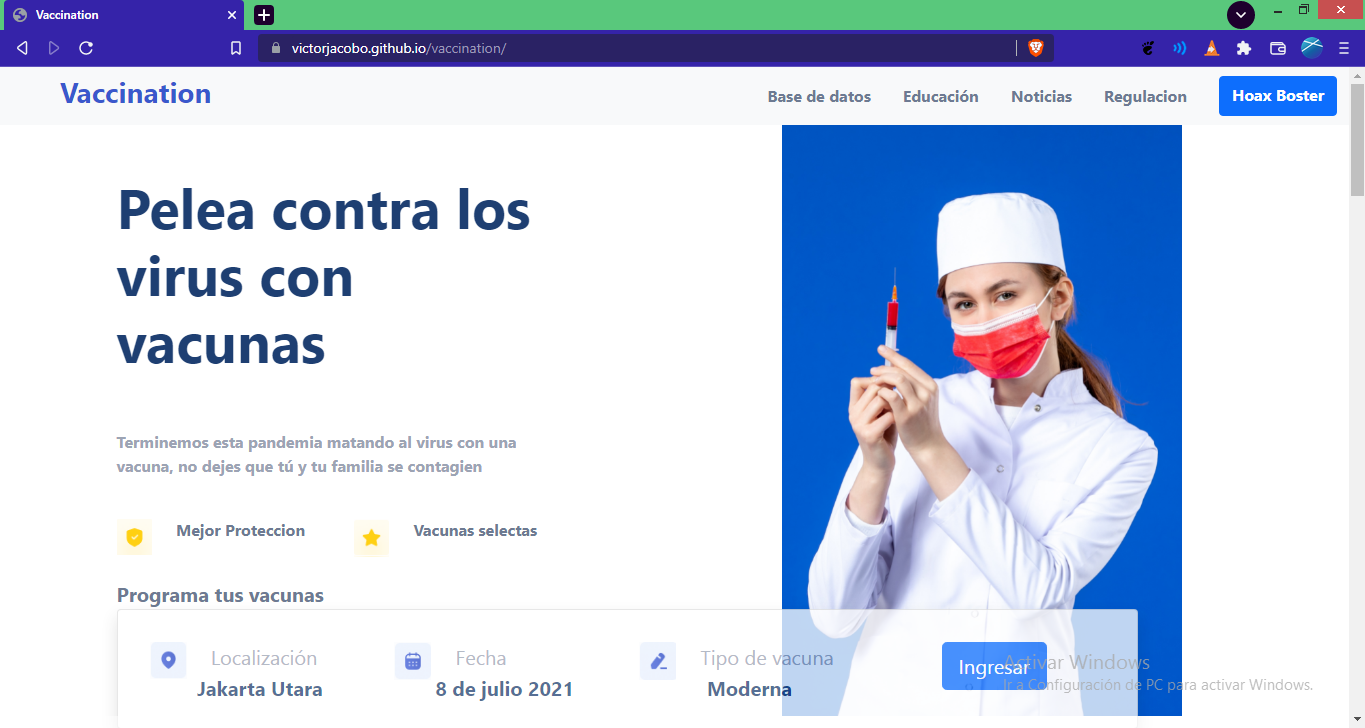 Vaccination
victorjacobo.github.io/vaccination/
Vaccination
Base de datos
Educación
Noticias
Regulacion
Hoax Boster
Pelea contra los
virus con
vacunas
Terminemos esta pandemia matando al virus con una
vacuna, no dejes que tú y tu familia se contagien
Mejor Proteccion
Vacunas selectas
Programa tus vacunas
Localización
Jakarta Utara
Fecha
8 de julio 2021
Tipo de vacuna
Moderna
Ingresar
Activar Windows
Ir a Configuración de PC para activar Windows.